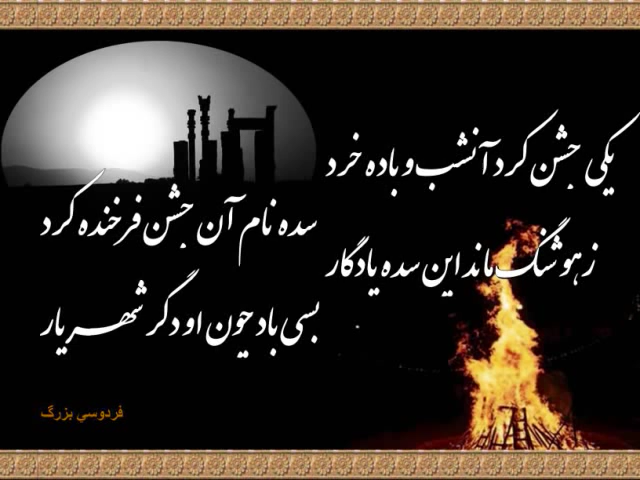 یکی جشن کرد آنشب و باده خرد
سده نام آن جشن فرخنده کرد
ز هوشنگ ماند این سده یادگار
بسی باد چون او دگر شهریار
فردوسي بزرگ